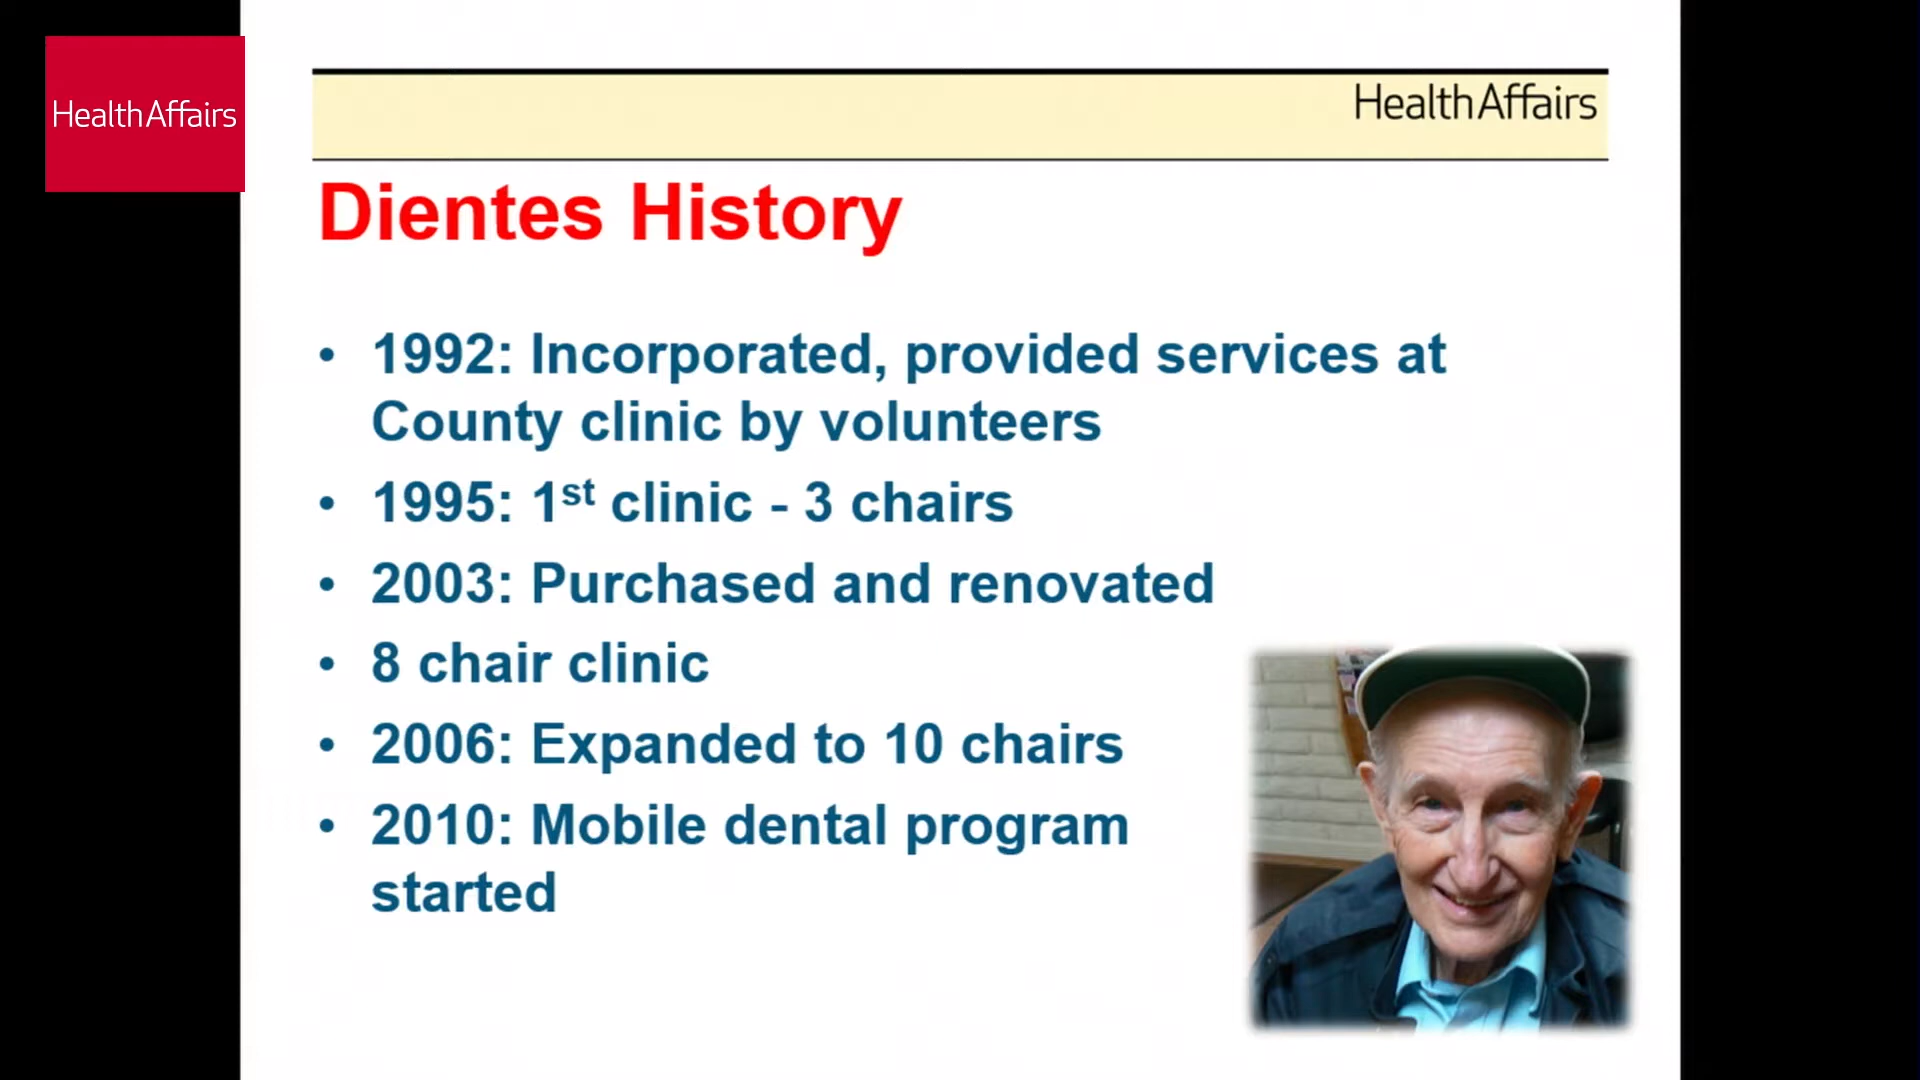 HealthAffairs
HealthAffairs
Dientes History
• 1992: Incorporated, provided services at
County clinic by volunteers
• 1995: 1st clinic - 3 chairs
• 2003: Purchased and renovated
• 8 chair clinic
• 2006: Expanded to 10 chairs
• 2010: Mobile dental program
started